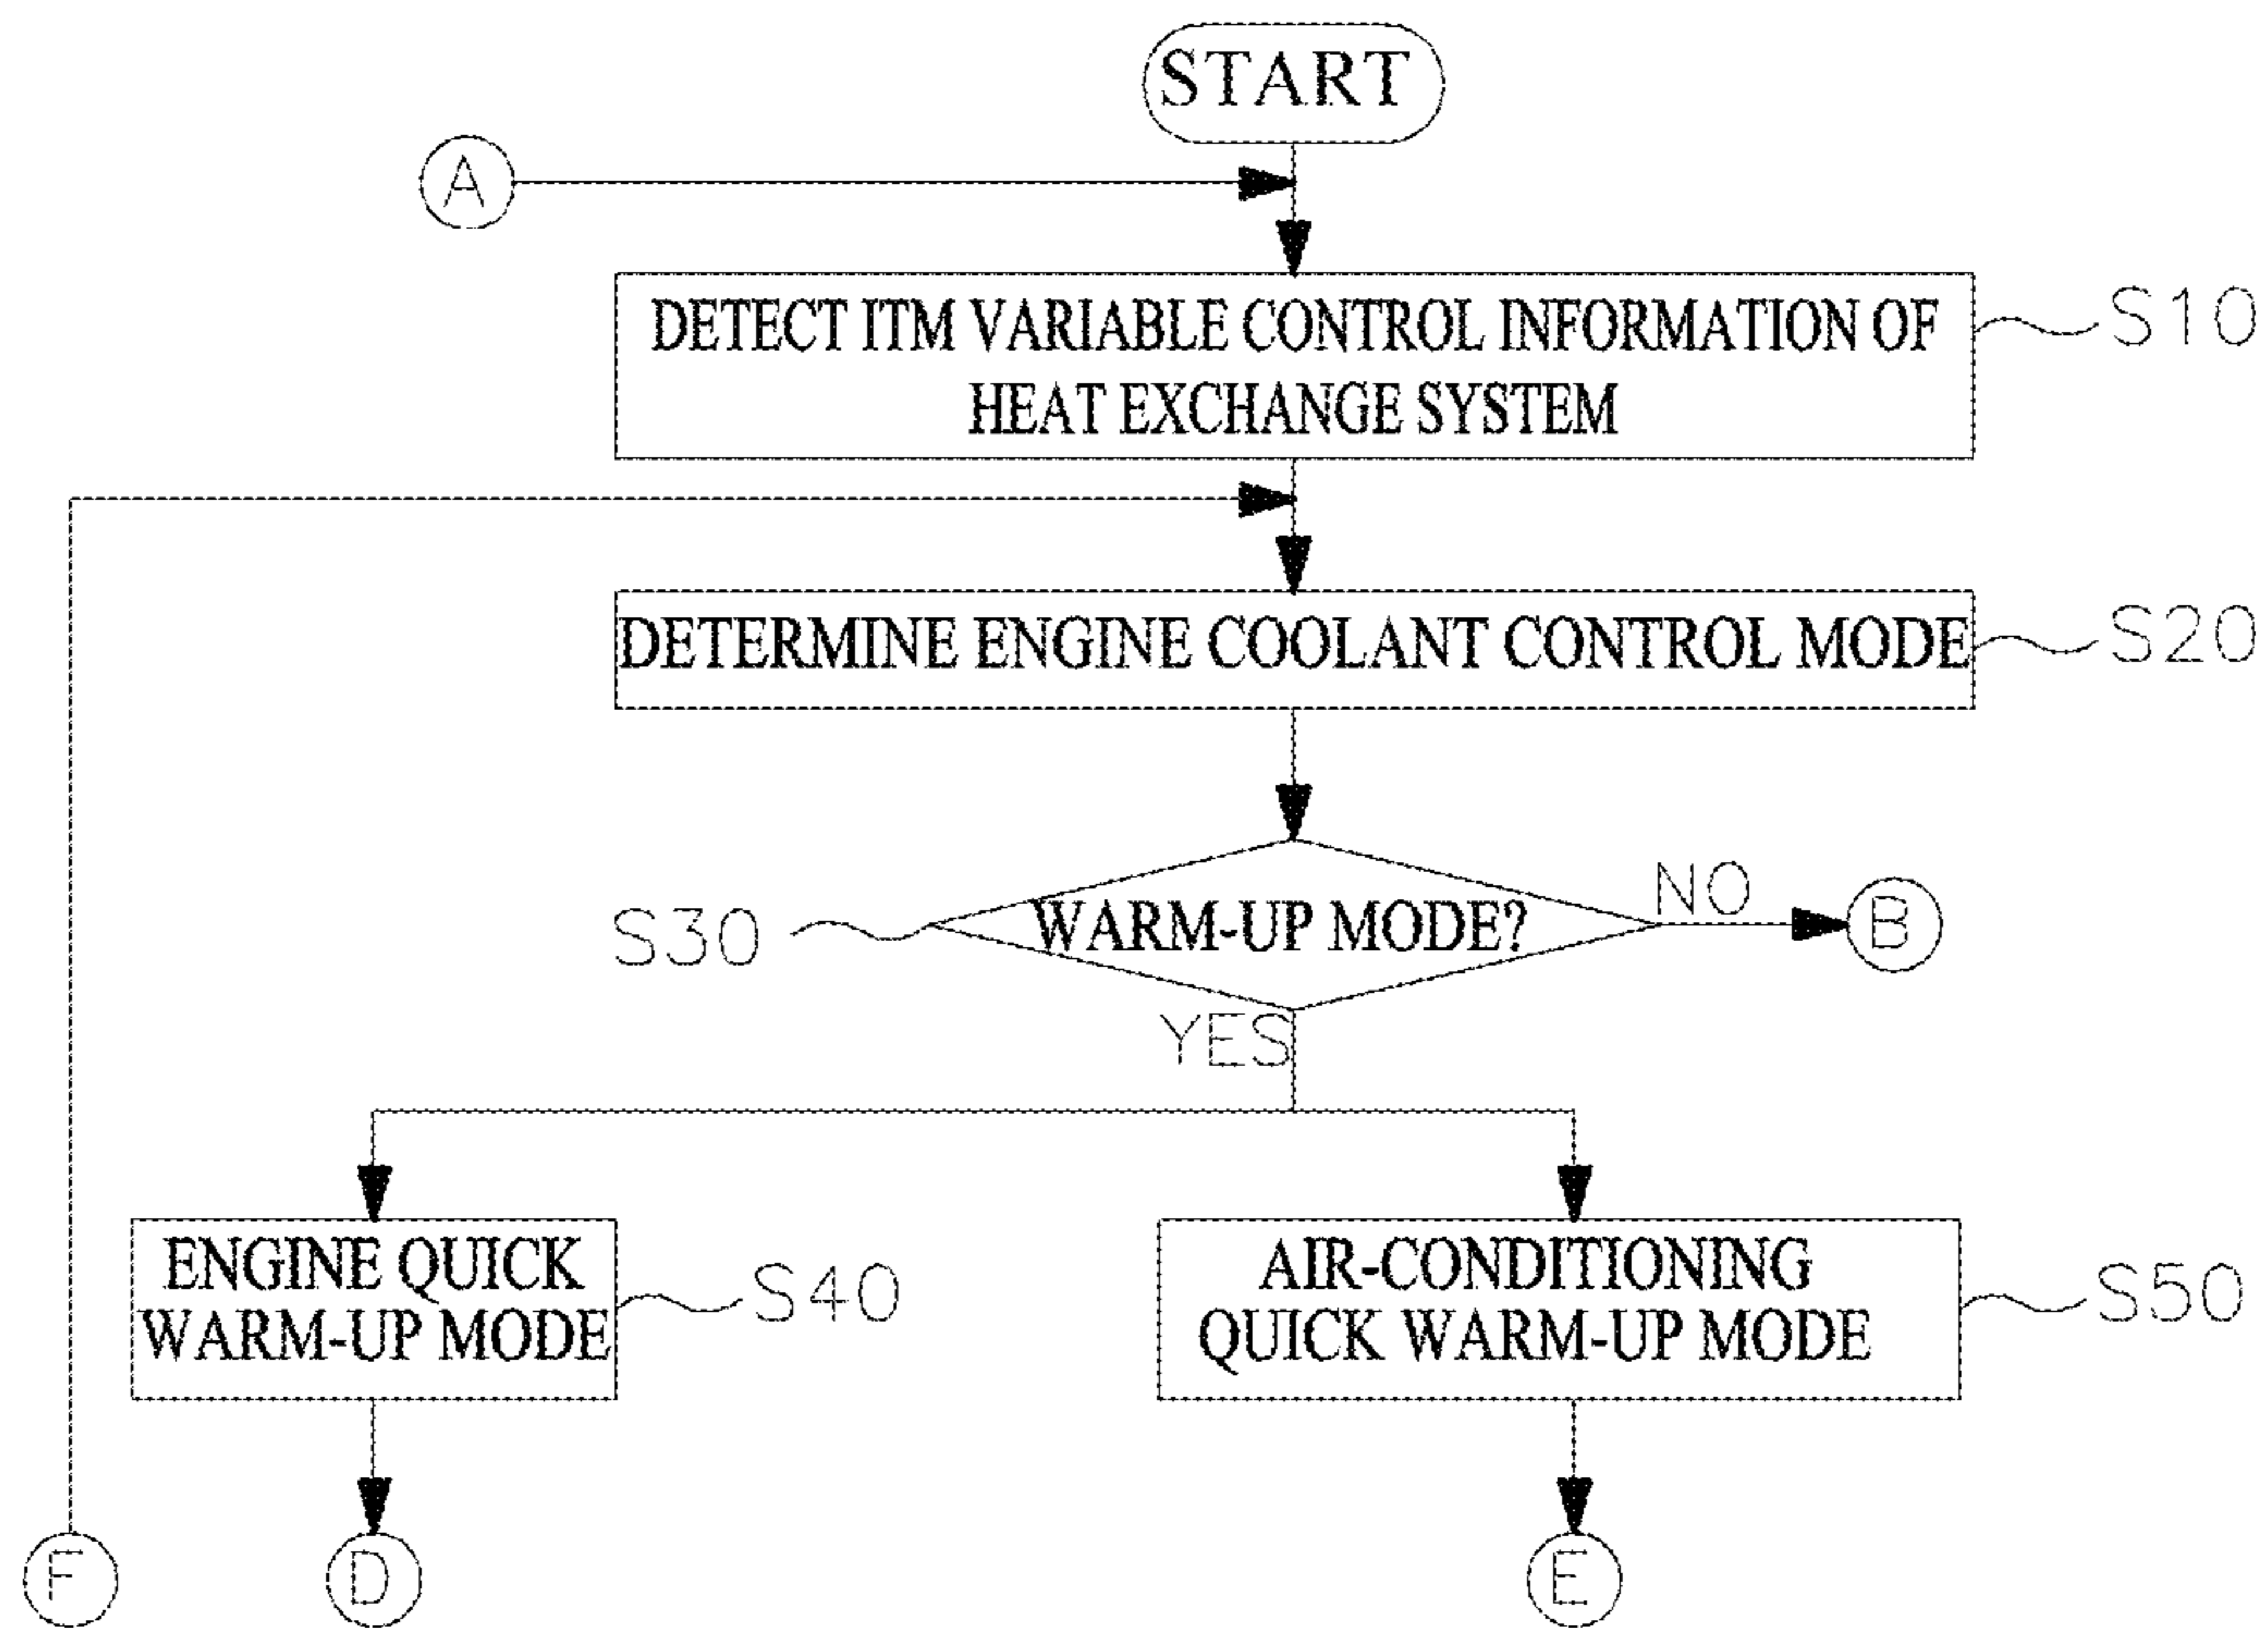 START
A
DETECT ITM VARIABLE CONTROL INFORMATION OF
HEAT EXCHANGE SYSTEM
S10
DETERMINE ENGINE COOLANT CONTROL MODE
S20
S30
WARM-UP MODE?
NO
B
YES
ENGINE QUICK
WARM-UP MODE
S40
AIR-CONDITIONING
QUICK WARM-UP MODE
S50
F
D
E